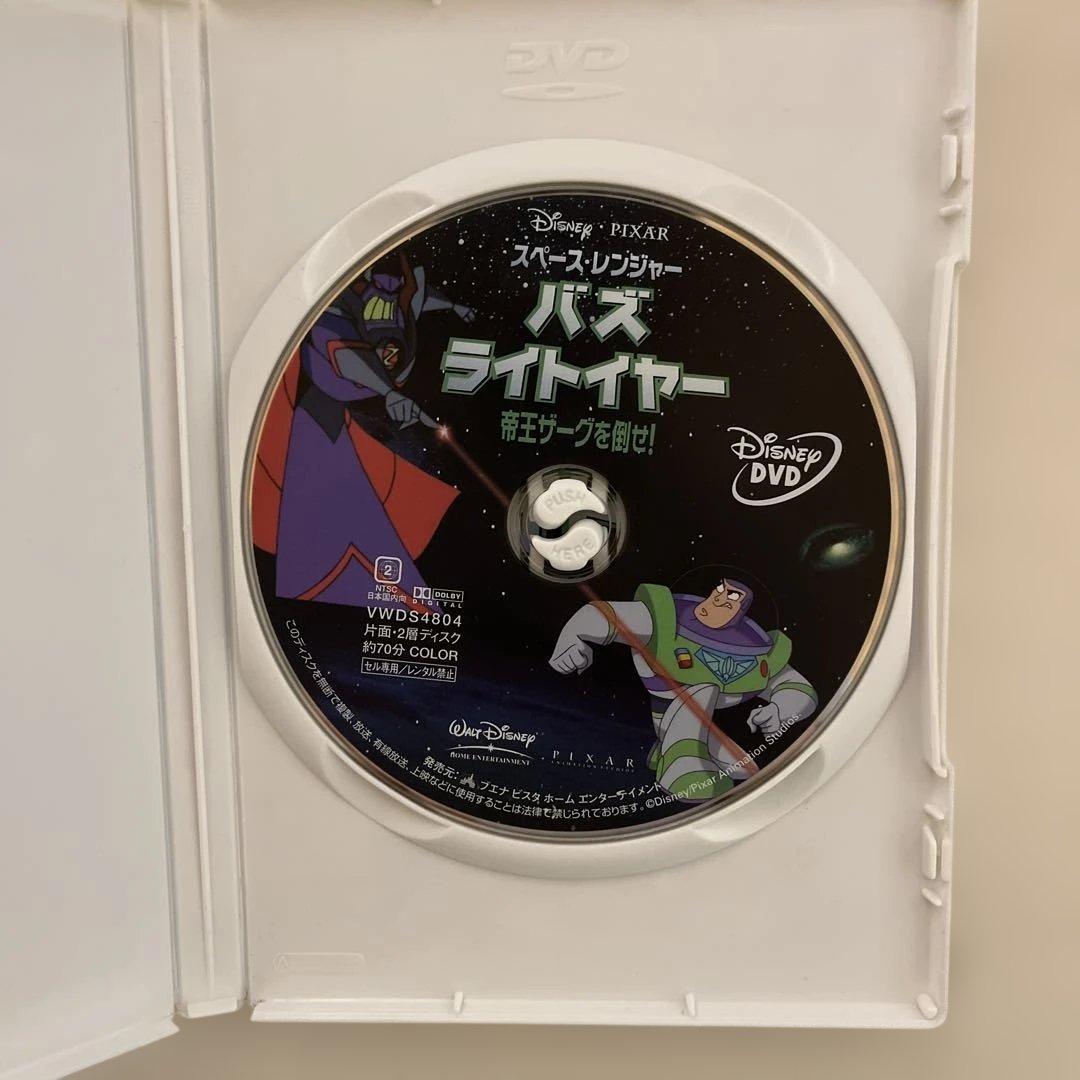 DVD
DISNEY · PIXAR
スペース・レンジャー
バズ
ライトイヤー
帝王ザーグを倒せ!
DISNEY
DVD
PUSH
HERE
Z
2
NTSC
日本国内向
DOLBY
DIGITAL
VWDS4804
片面・2層ディスク
約70分 COLOR
セル専用/レンタル禁止
WALT DISNEY
HOME ENTERTAINMENT
PIXAR
ANIMATION STUDIOS
発売元: ブエナ ビスタ ホーム エンターテイメント
このディスクを無断で複製、放送、有線放送、上映などに使用することは法律で禁じられております。©Disney/Pixar Animation Studios.